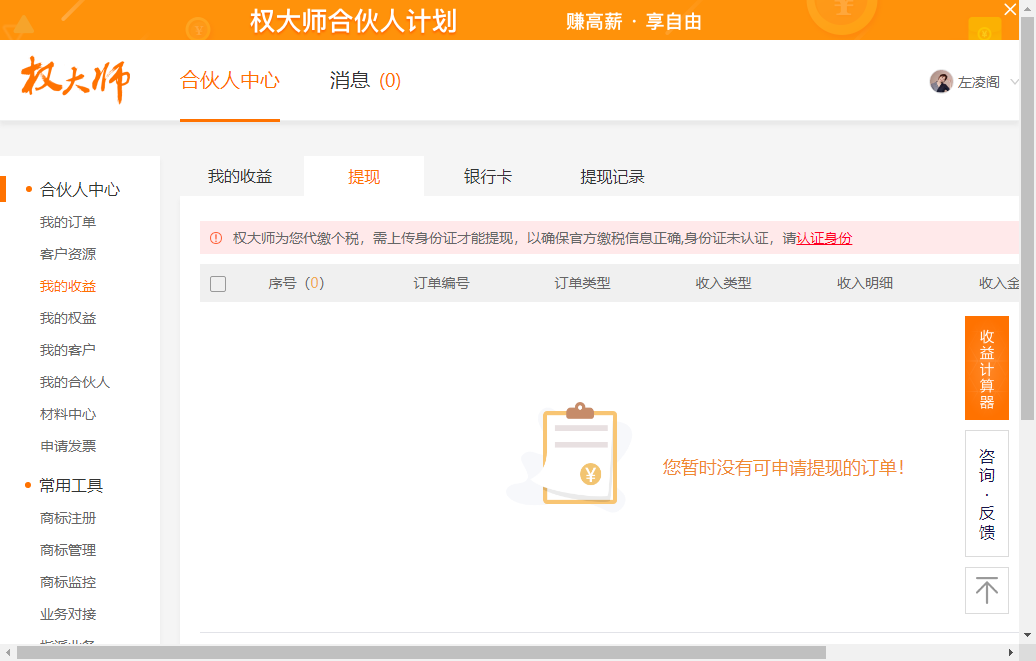 权大师合伙人计划
赚高薪 · 享自由
权大师
合伙人中心
消息 (0)
左凌阁
我的收益
提现
银行卡
提现记录
合伙人中心
我的订单
客户资源
我的收益
我的权益
我的客户
我的合伙人
材料中心
申请发票
常用工具
商标注册
商标管理
商标监控
业务对接
权大师为您代缴个税，需上传身份证才能提现，以确保官方缴税信息正确,身份证未认证，请认证身份
序号（0）
订单编号
订单类型
收入类型
收入明细
收入金
¥
您暂时没有可申请提现的订单！
收益计算器
咨询·反馈